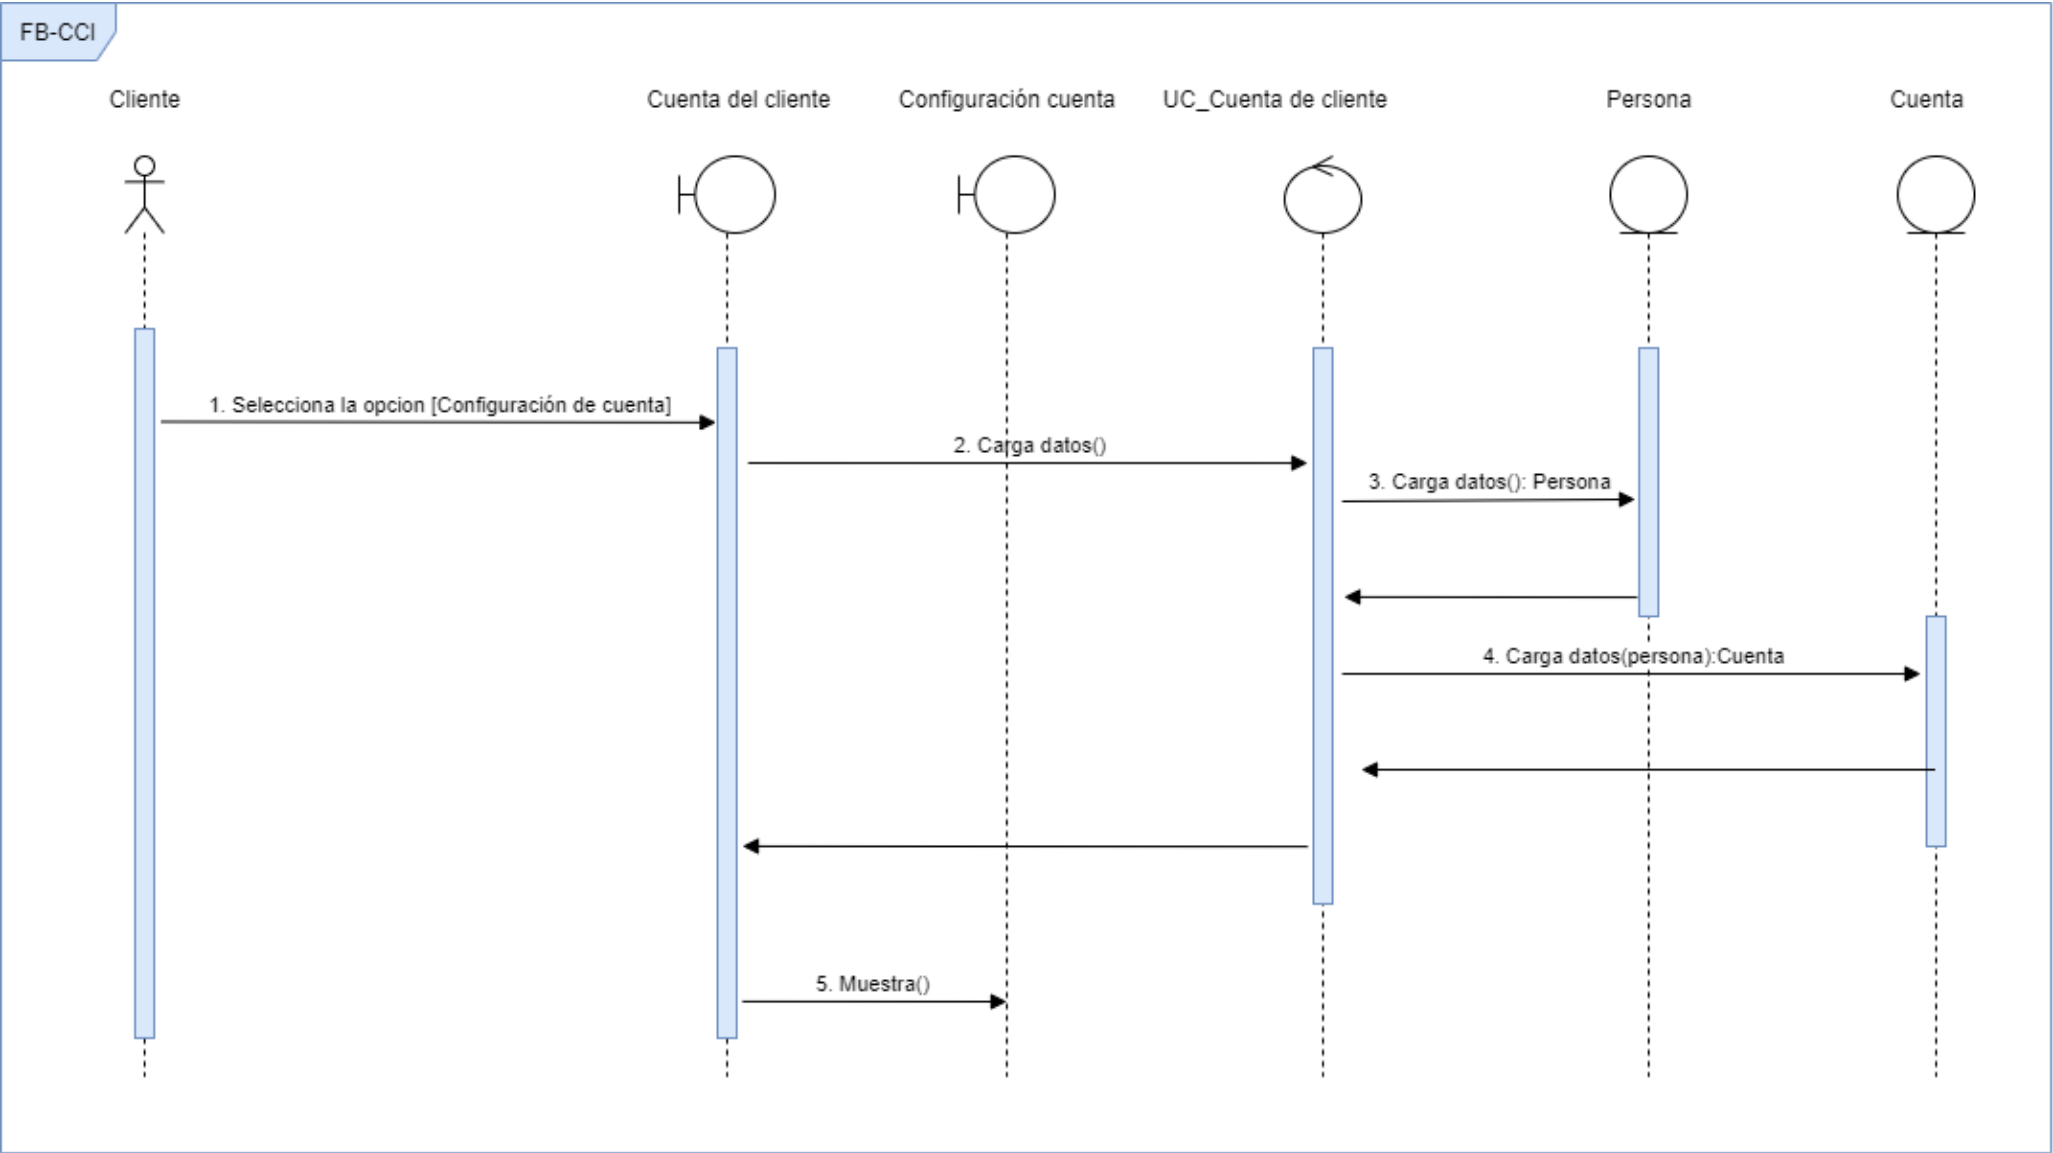 FB-CCI
Cliente
Cuenta del cliente
Configuración cuenta
UC_Cuenta de cliente
Persona
Cuenta
1. Selecciona la opcion [Configuración de cuenta]
2. Carga datos()
3. Carga datos(): Persona
4. Carga datos(persona):Cuenta
5. Muestra()